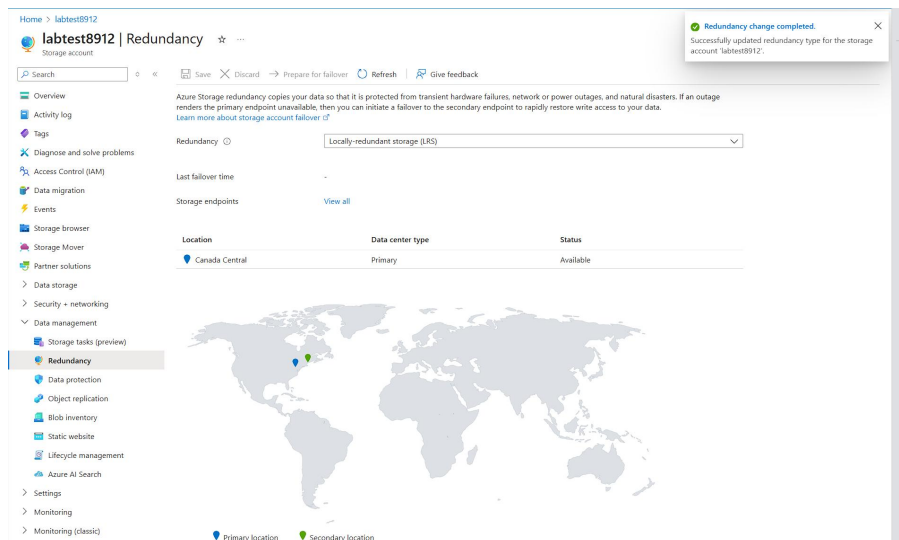 Home > labtest8912
labtest8912 | Redundancy
Storage account
Redundancy change completed.
Successfully updated redundancy type for the storage
account 'labtest8912'.
Search
Save Discard Prepare for failover Refresh Give feedback
Overview
Activity log
Tags
Diagnose and solve problems
Access Control (IAM)
Data migration
Events
Storage browser
Storage Mover
Partner solutions
Data storage
Security + networking
Data management
Storage tasks (preview)
Redundancy
Data protection
Object replication
Blob inventory
Static website
Lifecycle management
Azure AI Search
Settings
Monitoring
Monitoring (classic)
Azure Storage redundancy copies your data so that it is protected from transient hardware failures, network or power outages, and natural disasters. If an outage
renders the primary endpoint unavailable, then you can initiate a failover to the secondary endpoint to rapidly restore write access to your data.
Learn more about storage account failover
Redundancy Locally-redundant storage (LRS)
Last failover time -
Storage endpoints View all
Location Data center type Status
Canada Central Primary Available
Primary location Secondary location